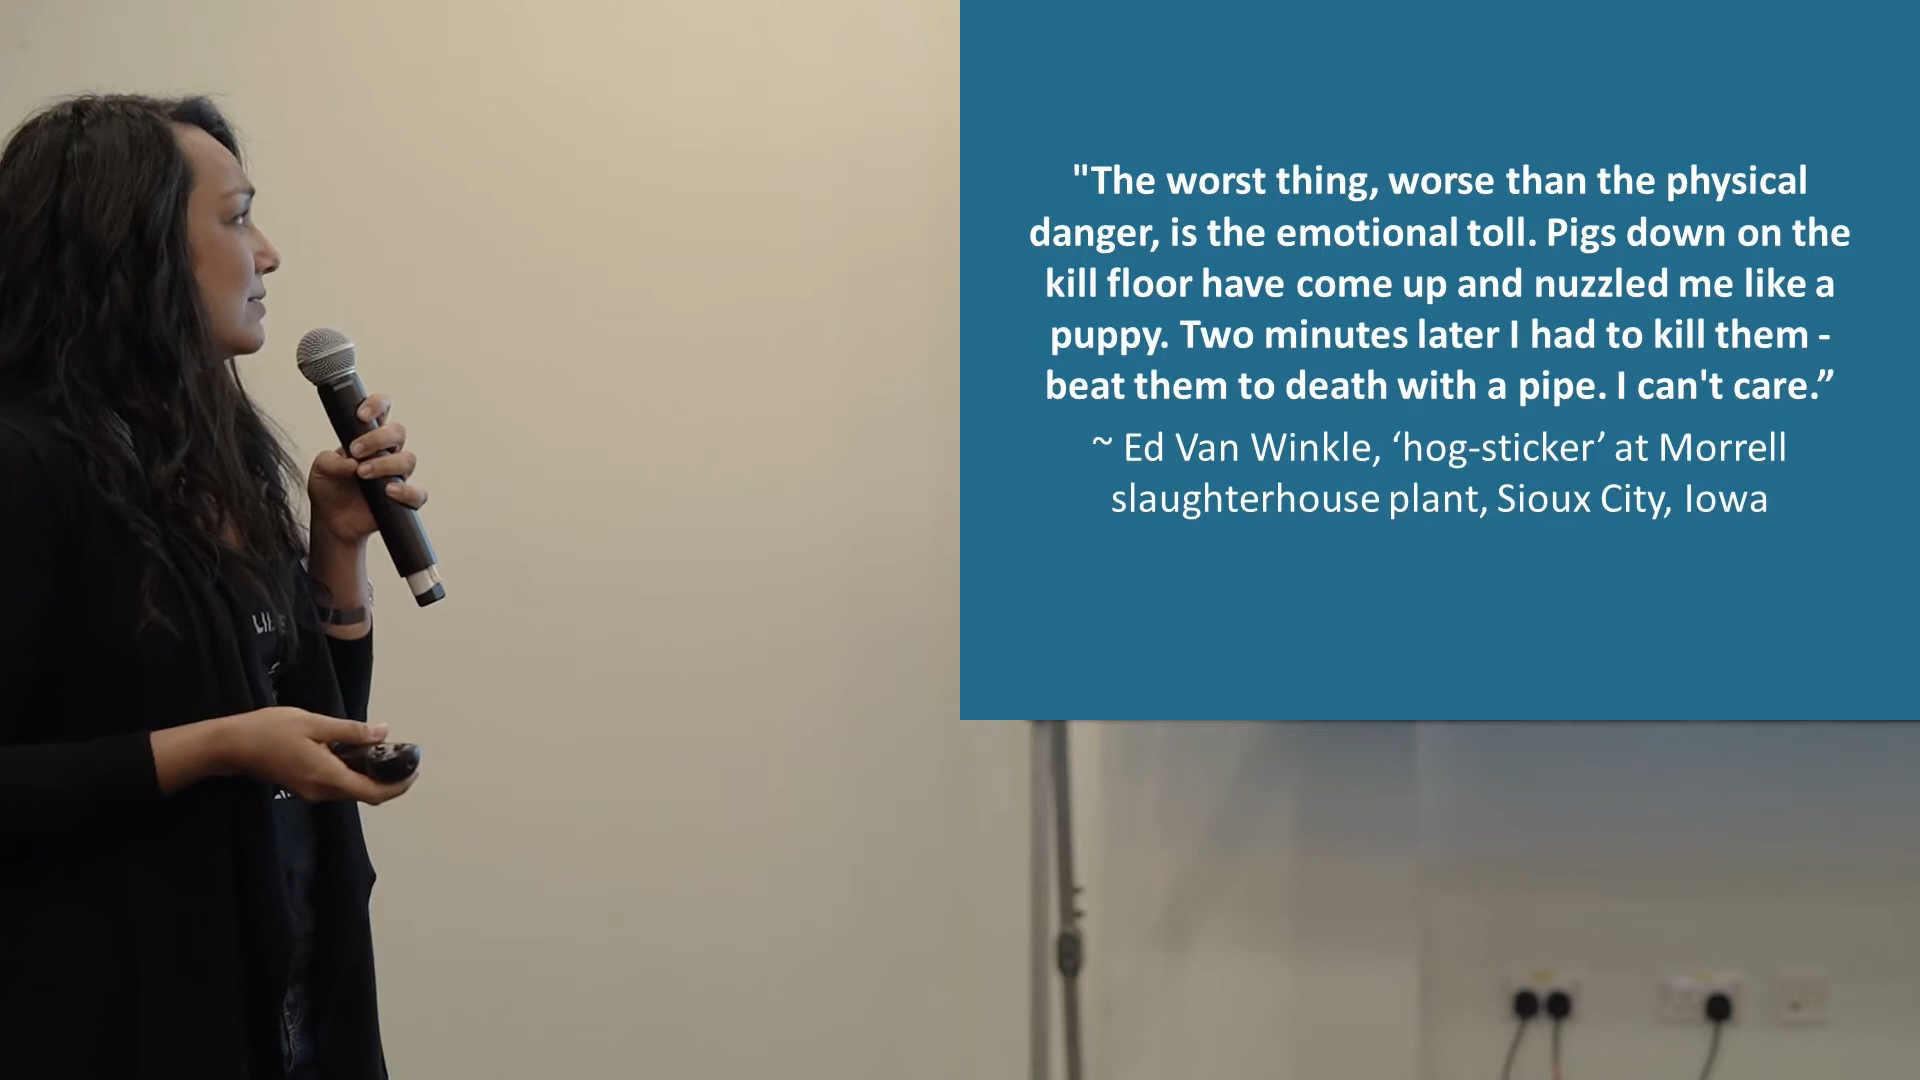 "The worst thing, worse than the physical
danger, is the emotional toll. Pigs down on the
kill floor have come up and nuzzled me like a
puppy. Two minutes later I had to kill them -
beat them to death with a pipe. I can't care.”
~ Ed Van Winkle, ‘hog-sticker’ at Morrell
slaughterhouse plant, Sioux City, Iowa